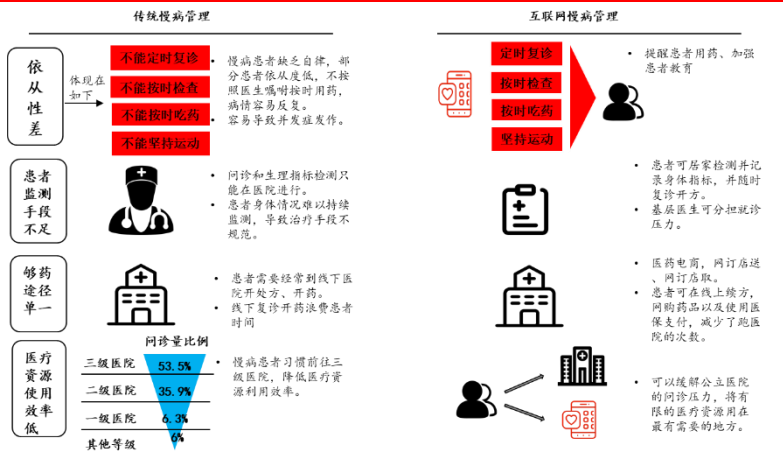 传统慢病管理
互联网慢病管理
依
从
性
差
体现在
如下
不能定时复诊
不能按时检查
不能按时吃药
不能坚持运动
• 慢病患者缺乏自律，部
分患者依从度低，不按
照医生嘱咐按时用药，
病情容易反复。
• 容易导致并发症发作。
定时复诊
按时检查
按时吃药
坚持运动
• 提醒患者用药、加强
患者教育
患者
监测
手段
不足
• 问诊和生理指标检测只
能在医院进行。
• 患者身体情况难以持续
监测，导致治疗手段不
规范。
• 患者可居家检测并记
录身体指标，并随时
复诊开方。
• 基层医生可分担就诊
压力。
够药
途径
单一
• 患者需要经常到线下医
院开处方、开药。
• 线下复诊开药浪费患者
时间
• 医药电商，网订店送
、网订店取。
• 患者可在线上续方，
网购药品以及使用医
保支付，减少了跑医
院的次数。
医疗
资源
使用
效率
低
问诊量比例
三级医院 53.5%
二级医院 35.9%
一级医院 6.3%
其他等级 6%
• 慢病患者习惯前往三
级医院，降低医疗资
源利用效率。
• 可以缓解公立医院
的问诊压力，将有
限的医疗资源用在
最有需要的地方。